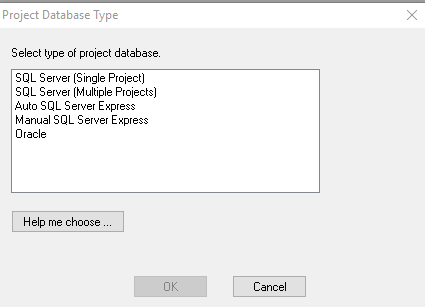 Project Database Type
Select type of project database.
SQL Server (Single Project)
SQL Server (Multiple Projects)
Auto SQL Server Express
Manual SQL Server Express
Oracle
Help me choose ...
OK Cancel